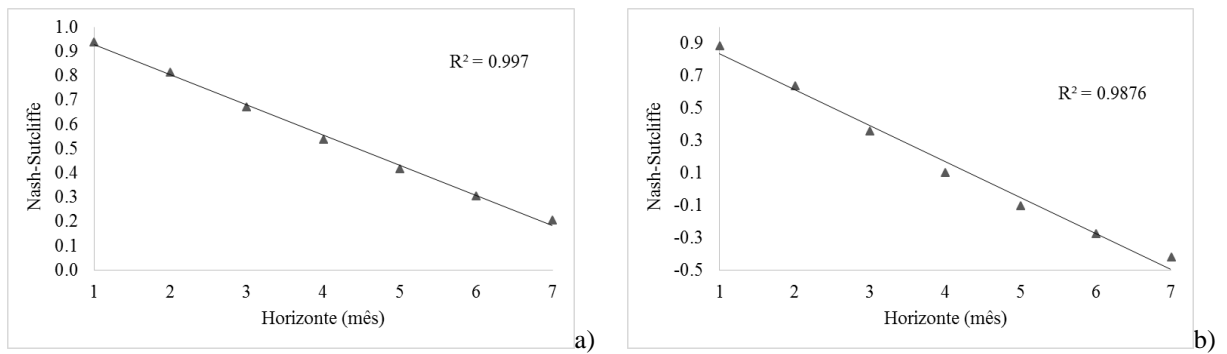 1.0
0.9
0.8
0.7
0.6
0.5
0.4
0.3
0.2
0.1
0.0
Nash-Sutcliffe
R² = 0.997
1 2 3 4 5 6 7
Horizonte (mês)
a)
0.9
0.7
0.5
0.3
0.1
-0.1
-0.3
-0.5
Nash-Sutcliffe
R² = 0.9876
1 2 3 4 5 6 7
Horizonte (mês)
b)